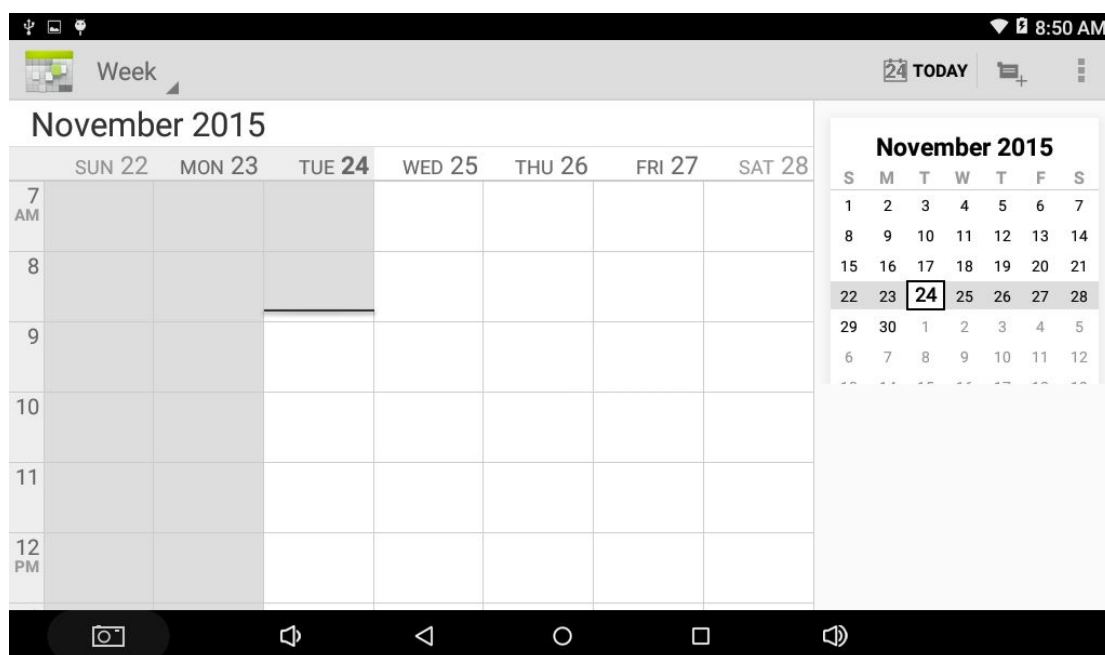 8:50 AM
Week
24 TODAY
November 2015
SUN 22 MON 23 TUE 24 WED 25 THU 26 FRI 27 SAT 28
7
AM
8
9
10
11
12
PM
November 2015
S M T W T F S
1 2 3 4 5 6 7
8 9 10 11 12 13 14
15 16 17 18 19 20 21
22 23 24 25 26 27 28
29 30 1 2 3 4 5
6 7 8 9 10 11 12